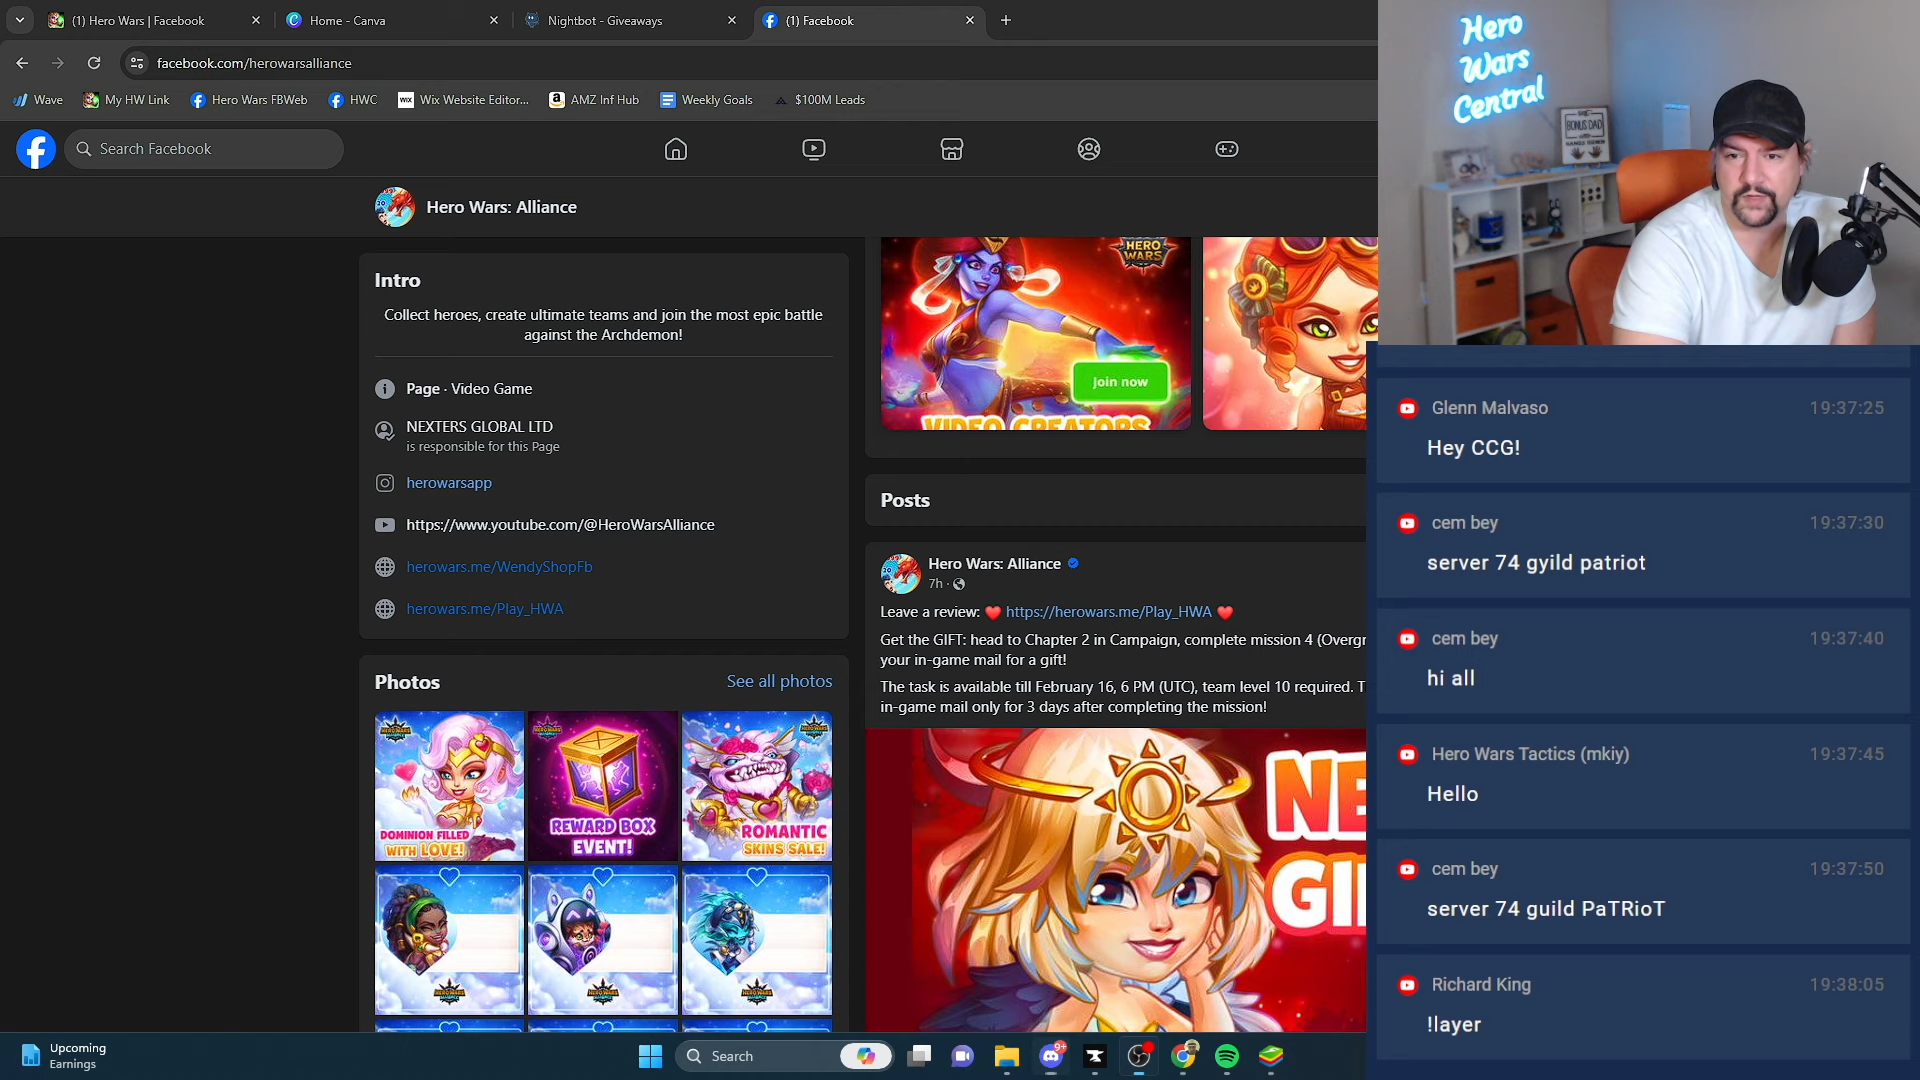 (1) Hero Wars | Facebook
Home - Canva
Nightbot - Giveaways
(1) Facebook
facebook.com/herowarsalliance
Wave
My HW Link
Hero Wars FBWeb
HWC
Wix Website Editor...
AMZ Inf Hub
Weekly Goals
$100M Leads
Search Facebook
Hero Wars: Alliance
Intro
Collect heroes, create ultimate teams and join the most epic battle
against the Archdemon!
Page · Video Game
NEXTERS GLOBAL LTD
is responsible for this Page
herowarsapp
https://www.youtube.com/@HeroWarsAlliance
herowars.me/WendyShopFb
herowars.me/Play_HWA
Photos
See all photos
DOMINION FILLED
WITH LOVE!
REWARD BOX
EVENT!
ROMANTIC
SKINS SALE!
HERO
WARS
Join now
VIDEO CREATORS
Posts
Hero Wars: Alliance
7h ·
Leave a review: ❤️ https://herowars.me/Play_HWA ❤️
Get the GIFT: head to Chapter 2 in Campaign, complete mission 4 (Overgr
your in-game mail for a gift!
The task is available till February 16, 6 PM (UTC), team level 10 required. T
in-game mail only for 3 days after completing the mission!
NE
GI
Hero
Wars
Central
BONUS DAD
Glenn Malvaso
19:37:25
Hey CCG!
cem bey
19:37:30
server 74 gyild patriot
cem bey
19:37:40
hi all
Hero Wars Tactics (mkiy)
19:37:45
Hello
cem bey
19:37:50
server 74 guild PaTRioT
Richard King
19:38:05
!layer
Upcoming
Earnings
Search
9+